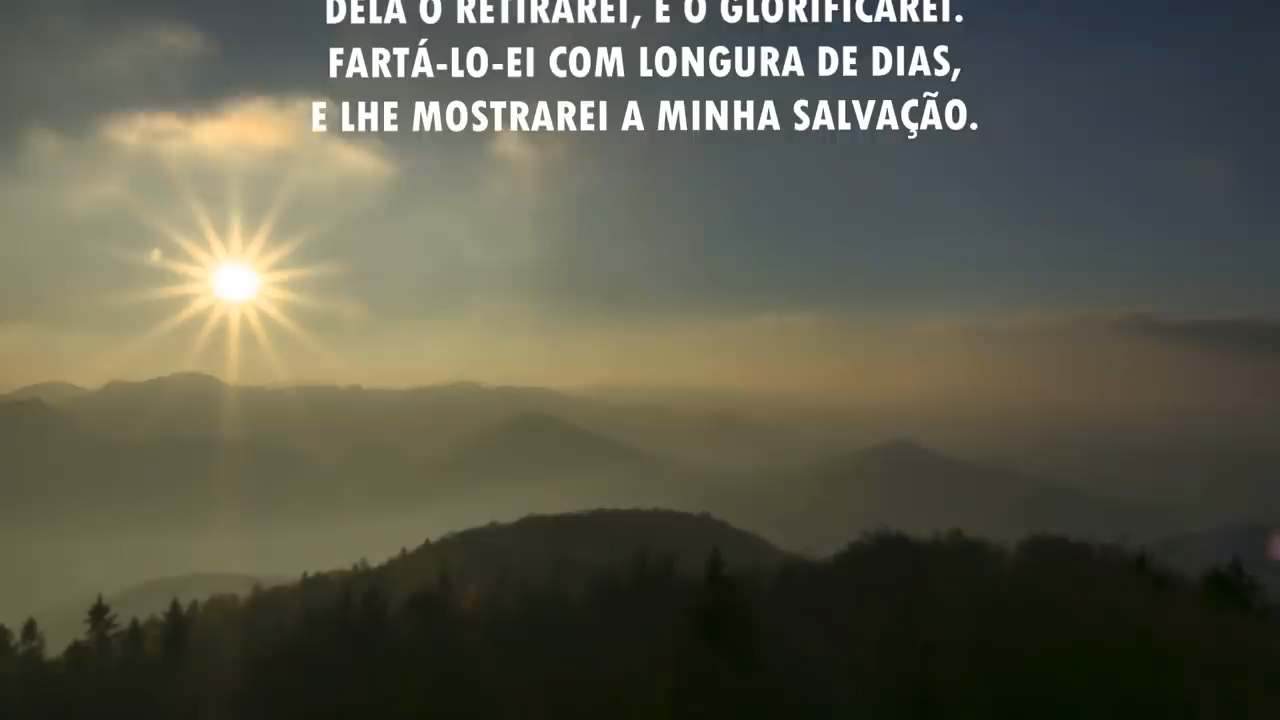 DELA O RETIRAREI, E O GLORIFICAREI.
FARTÁ-LO-EI COM LONGURA DE DIAS,
E LHE MOSTRAREI A MINHA SALVAÇÃO.